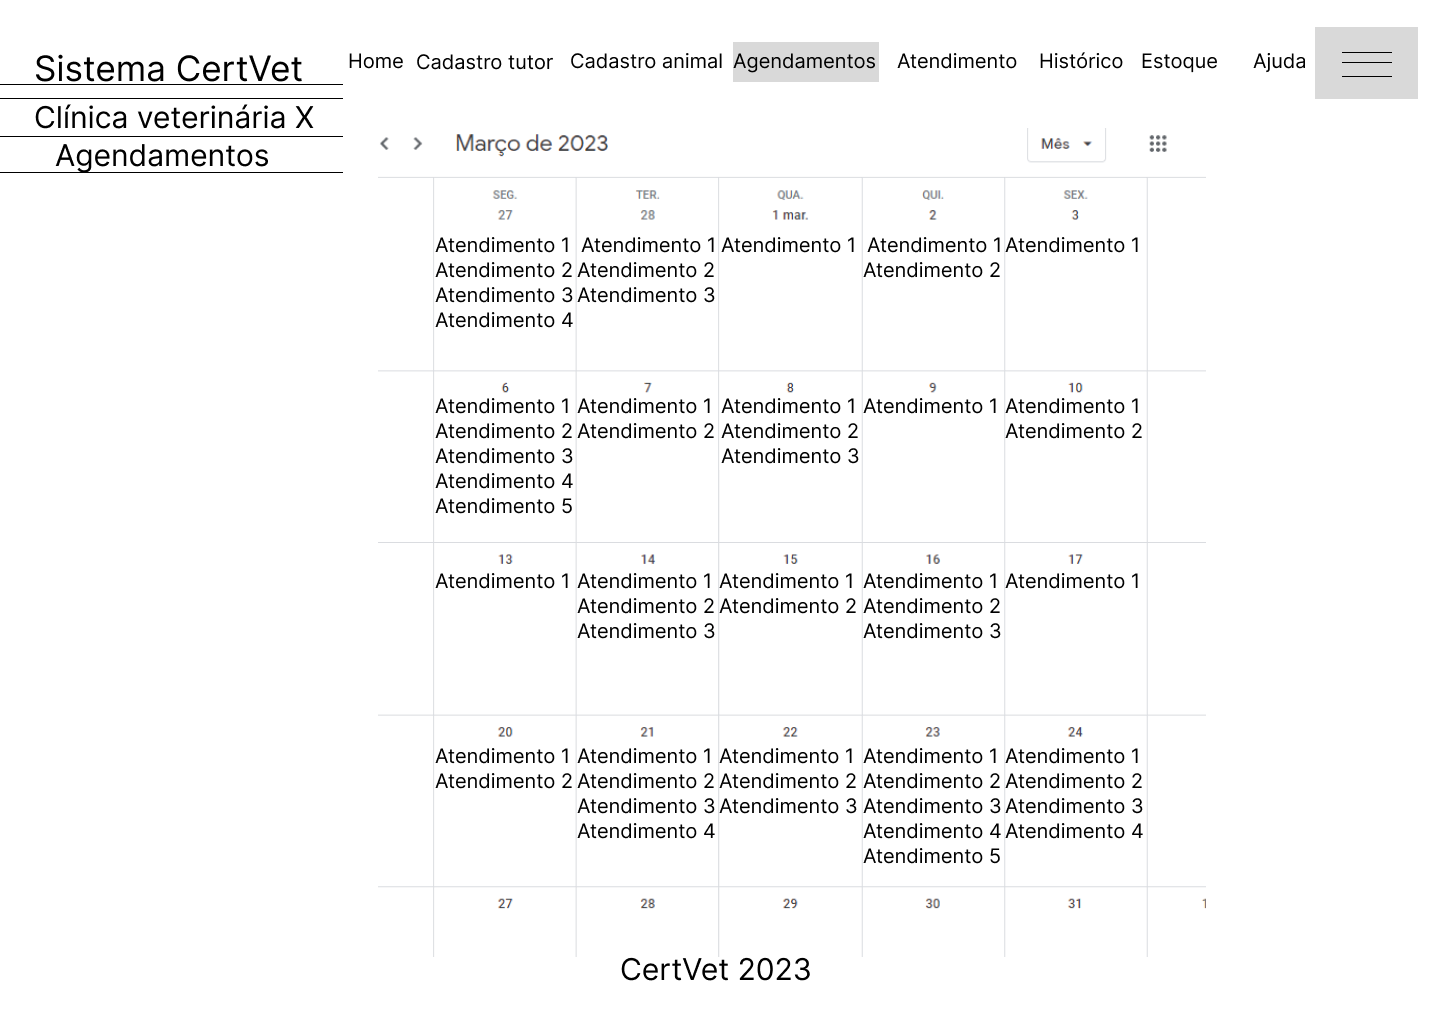 Sistema CertVet
Home Cadastro tutor Cadastro animal Agendamentos Atendimento Histórico Estoque Ajuda
Clínica veterinária X
Agendamentos
Março de 2023 Mês
SEG. TER. QUA. QUI. SEX.
27 28 1 mar. 2 3
Atendimento 1 Atendimento 1 Atendimento 1 Atendimento 1 Atendimento 1
Atendimento 2 Atendimento 2 Atendimento 2
Atendimento 3 Atendimento 3
Atendimento 4
6 7 8 9 10
Atendimento 1 Atendimento 1 Atendimento 1 Atendimento 1 Atendimento 1
Atendimento 2 Atendimento 2 Atendimento 2 Atendimento 2
Atendimento 3 Atendimento 3
Atendimento 4
Atendimento 5
13 14 15 16 17
Atendimento 1 Atendimento 1 Atendimento 1 Atendimento 1 Atendimento 1
Atendimento 2 Atendimento 2 Atendimento 2
Atendimento 3 Atendimento 3
20 21 22 23 24
Atendimento 1 Atendimento 1 Atendimento 1 Atendimento 1 Atendimento 1
Atendimento 2 Atendimento 2 Atendimento 2 Atendimento 2 Atendimento 2
Atendimento 3 Atendimento 3 Atendimento 3 Atendimento 3
Atendimento 4 Atendimento 4 Atendimento 4
Atendimento 5
27 28 29 30 31 1
CertVet 2023